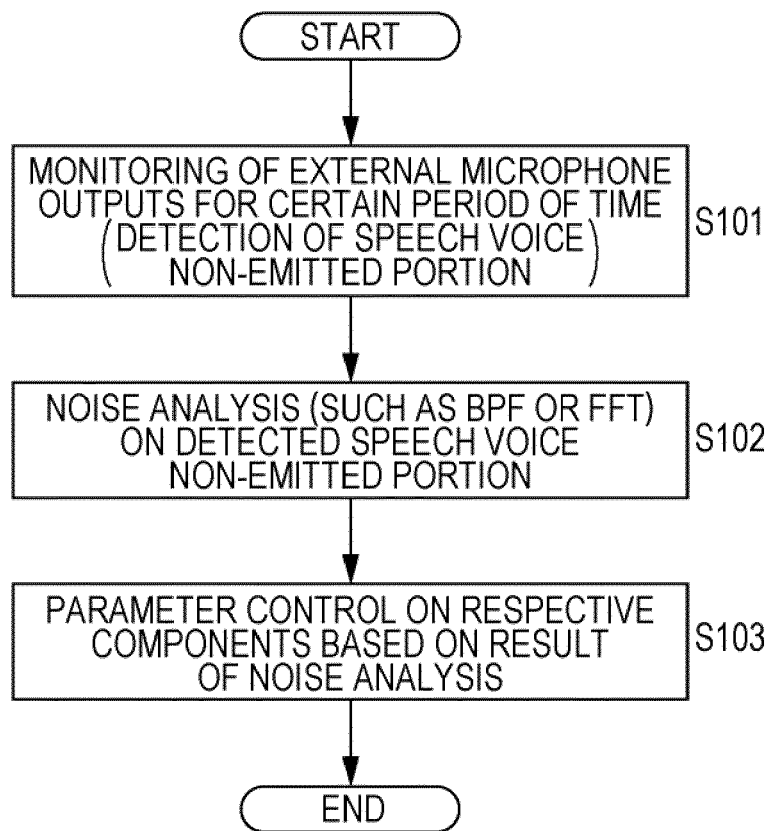 START
MONITORING OF EXTERNAL MICROPHONE
OUTPUTS FOR CERTAIN PERIOD OF TIME
(DETECTION OF SPEECH VOICE
NON-EMITTED PORTION)
S101
NOISE ANALYSIS (SUCH AS BPF OR FFT)
ON DETECTED SPEECH VOICE
NON-EMITTED PORTION
S102
PARAMETER CONTROL ON RESPECTIVE
COMPONENTS BASED ON RESULT
OF NOISE ANALYSIS
S103
END